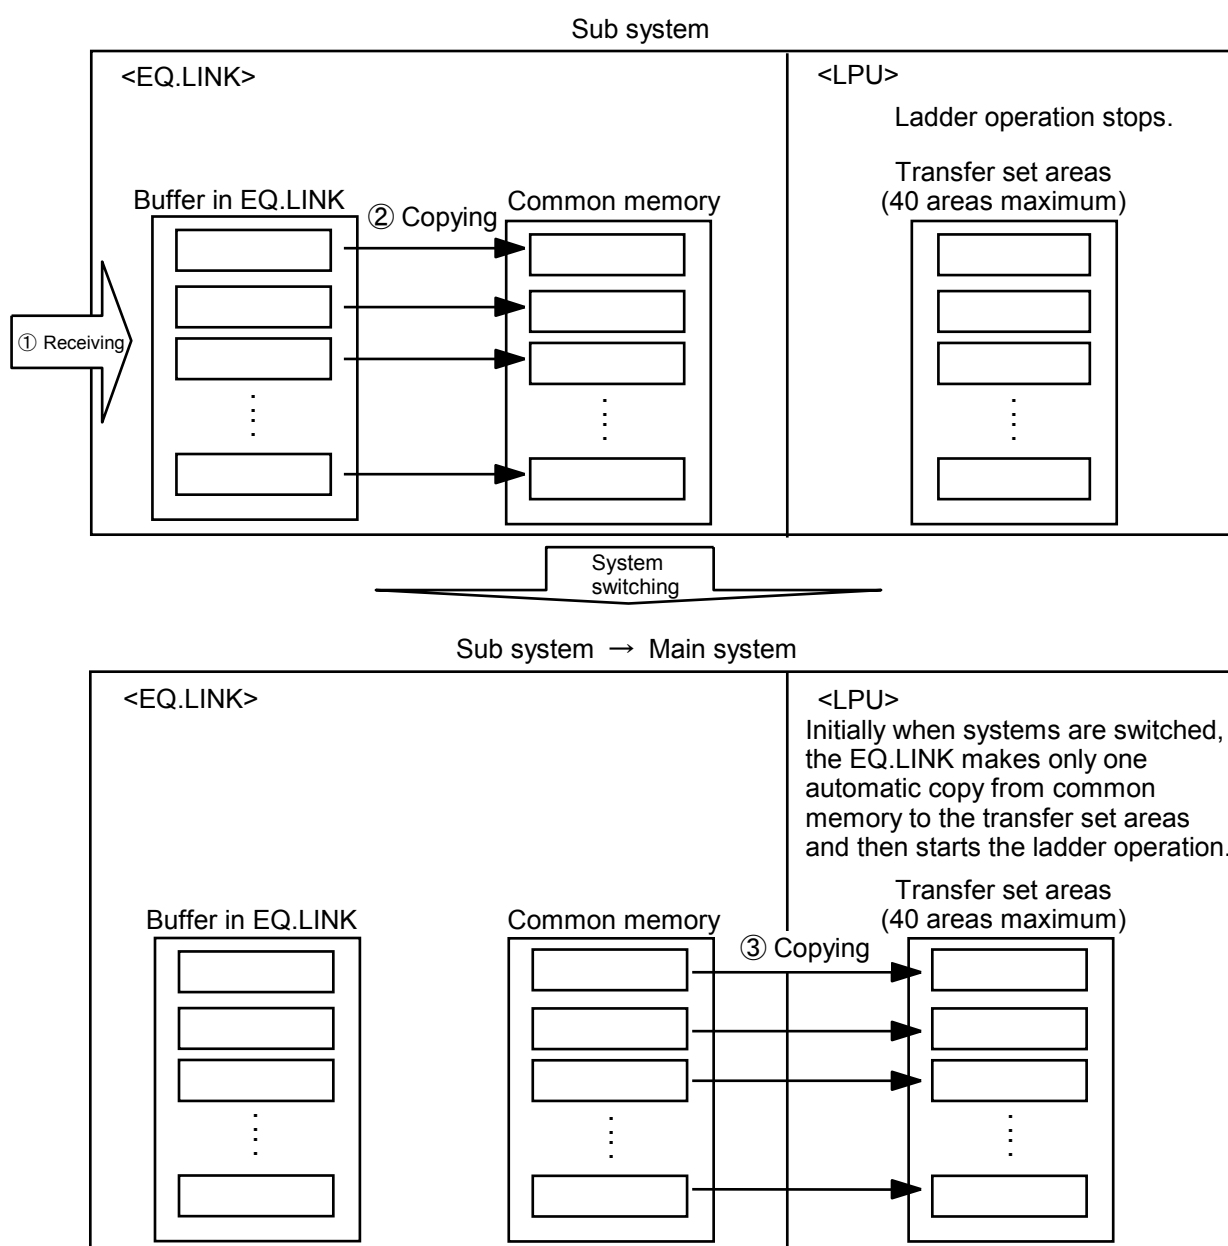 Sub system
<EQ.LINK>
<LPU>
Ladder operation stops.
Transfer set areas
(40 areas maximum)
Buffer in EQ.LINK
② Copying
Common memory
① Receiving
System
switching
Sub system → Main system
<EQ.LINK>
<LPU>
Initially when systems are switched,
the EQ.LINK makes only one
automatic copy from common
memory to the transfer set areas
and then starts the ladder operation.
Transfer set areas
(40 areas maximum)
Buffer in EQ.LINK
Common memory
③ Copying